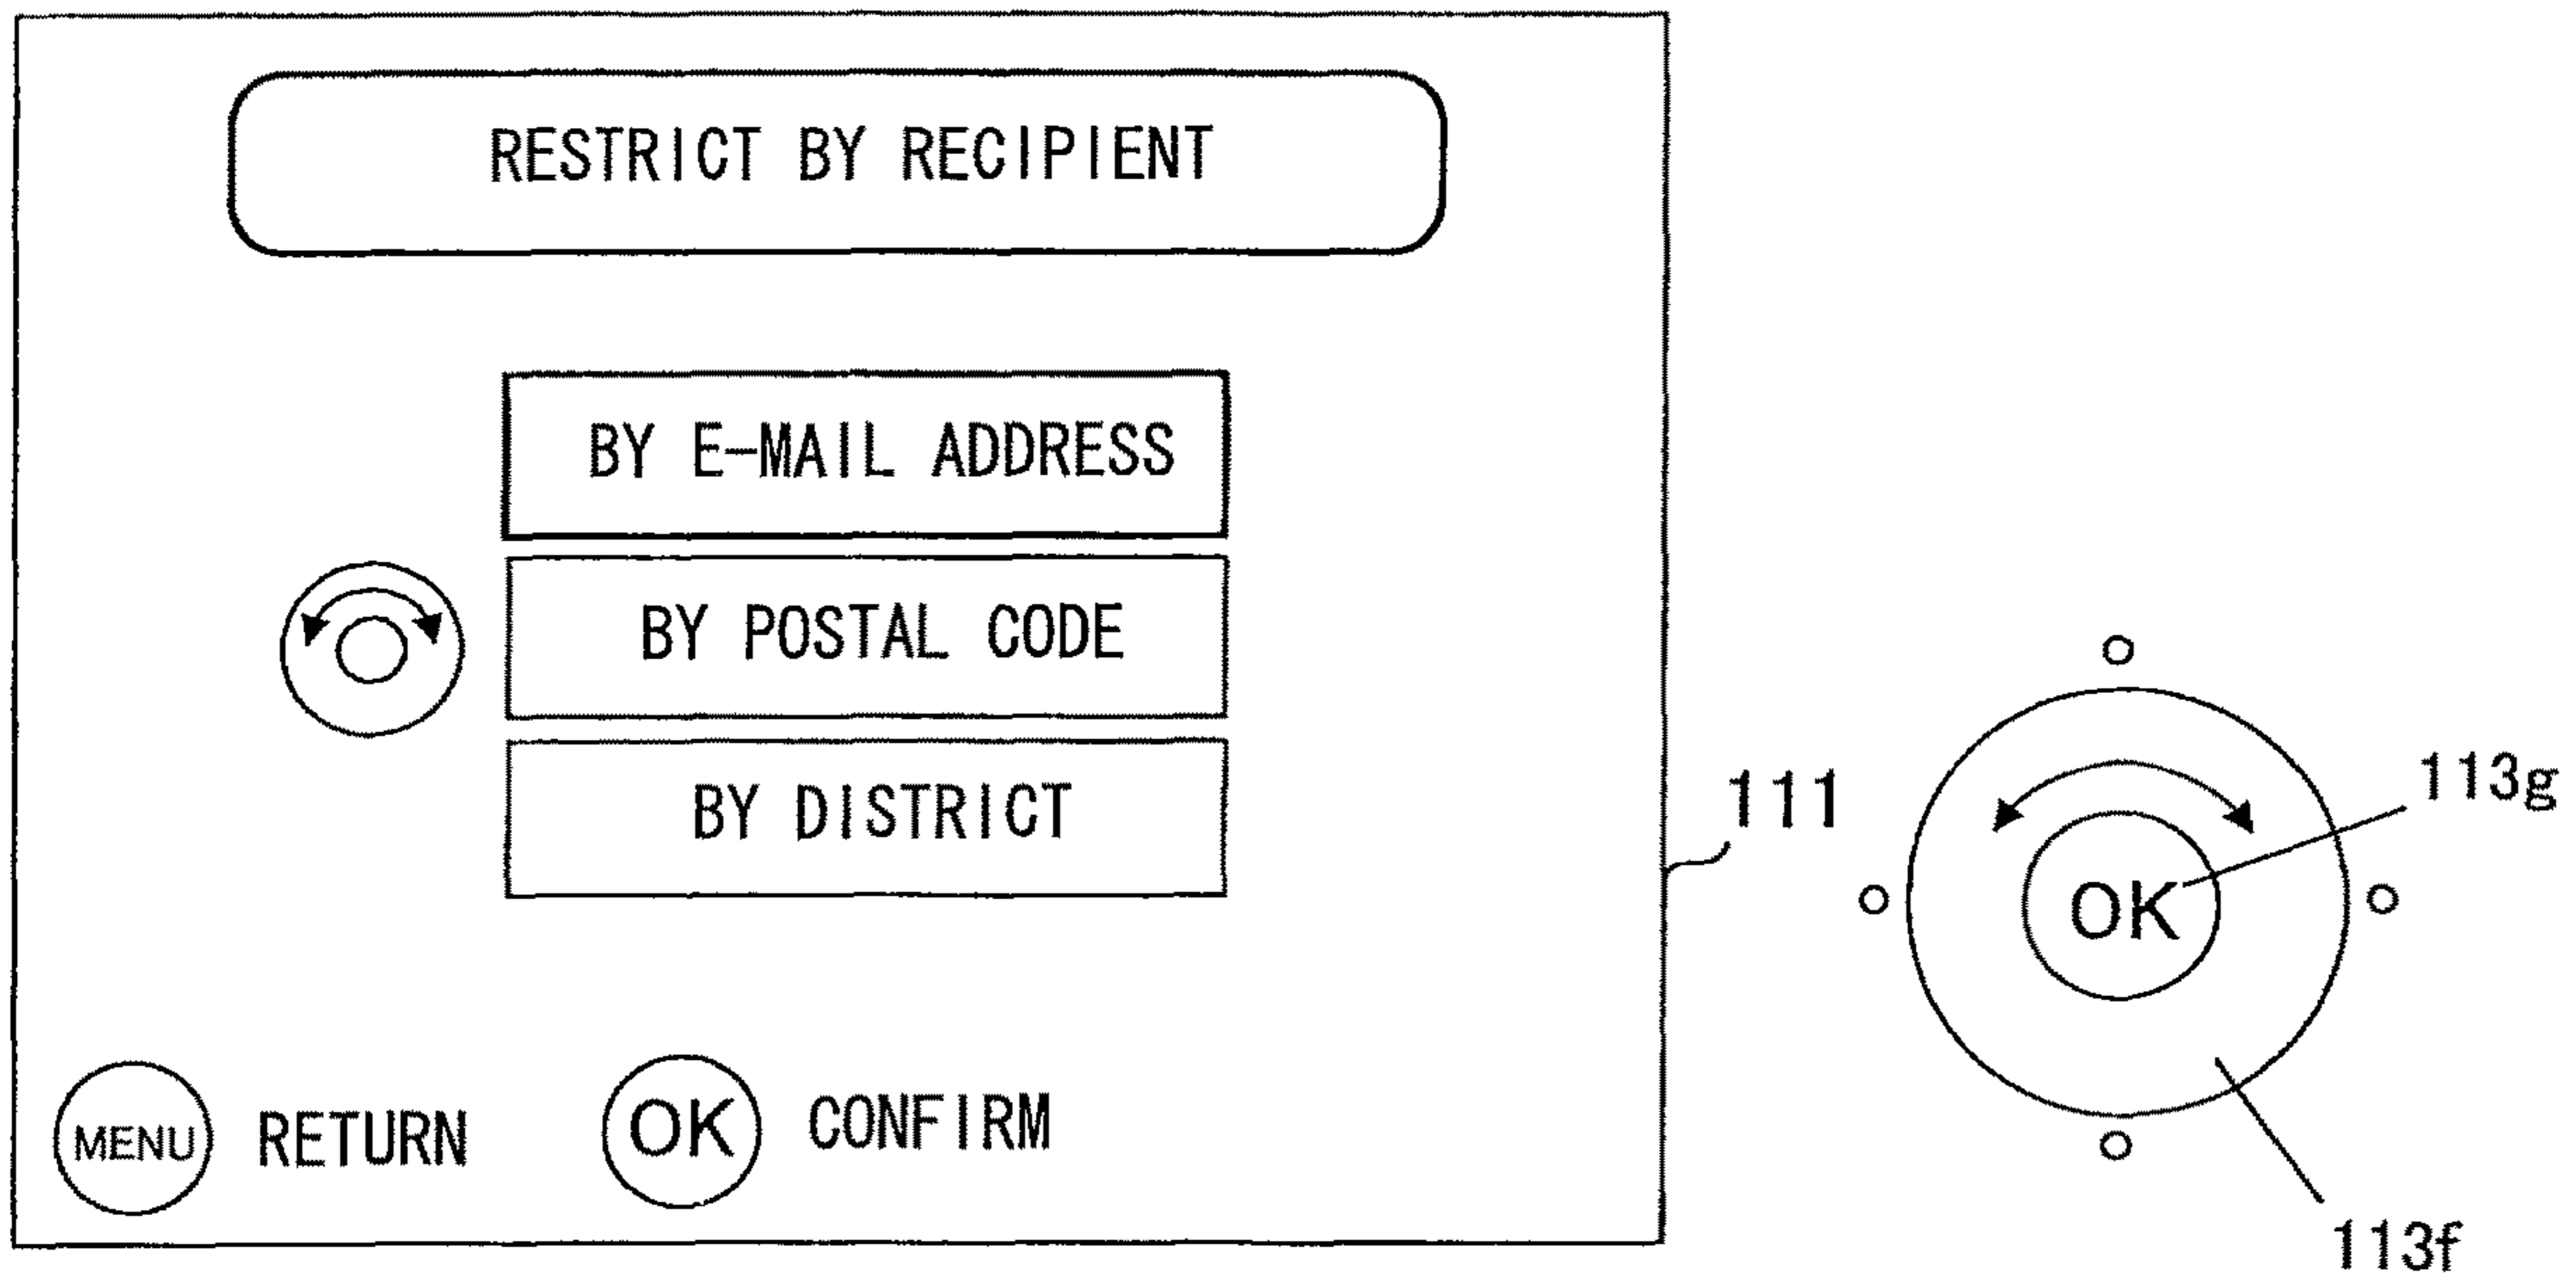 RESTRICT BY RECIPIENT
BY E-MAIL ADDRESS
BY POSTAL CODE
BY DISTRICT
MENU RETURN OK CONFIRM
111
113g
OK
113f